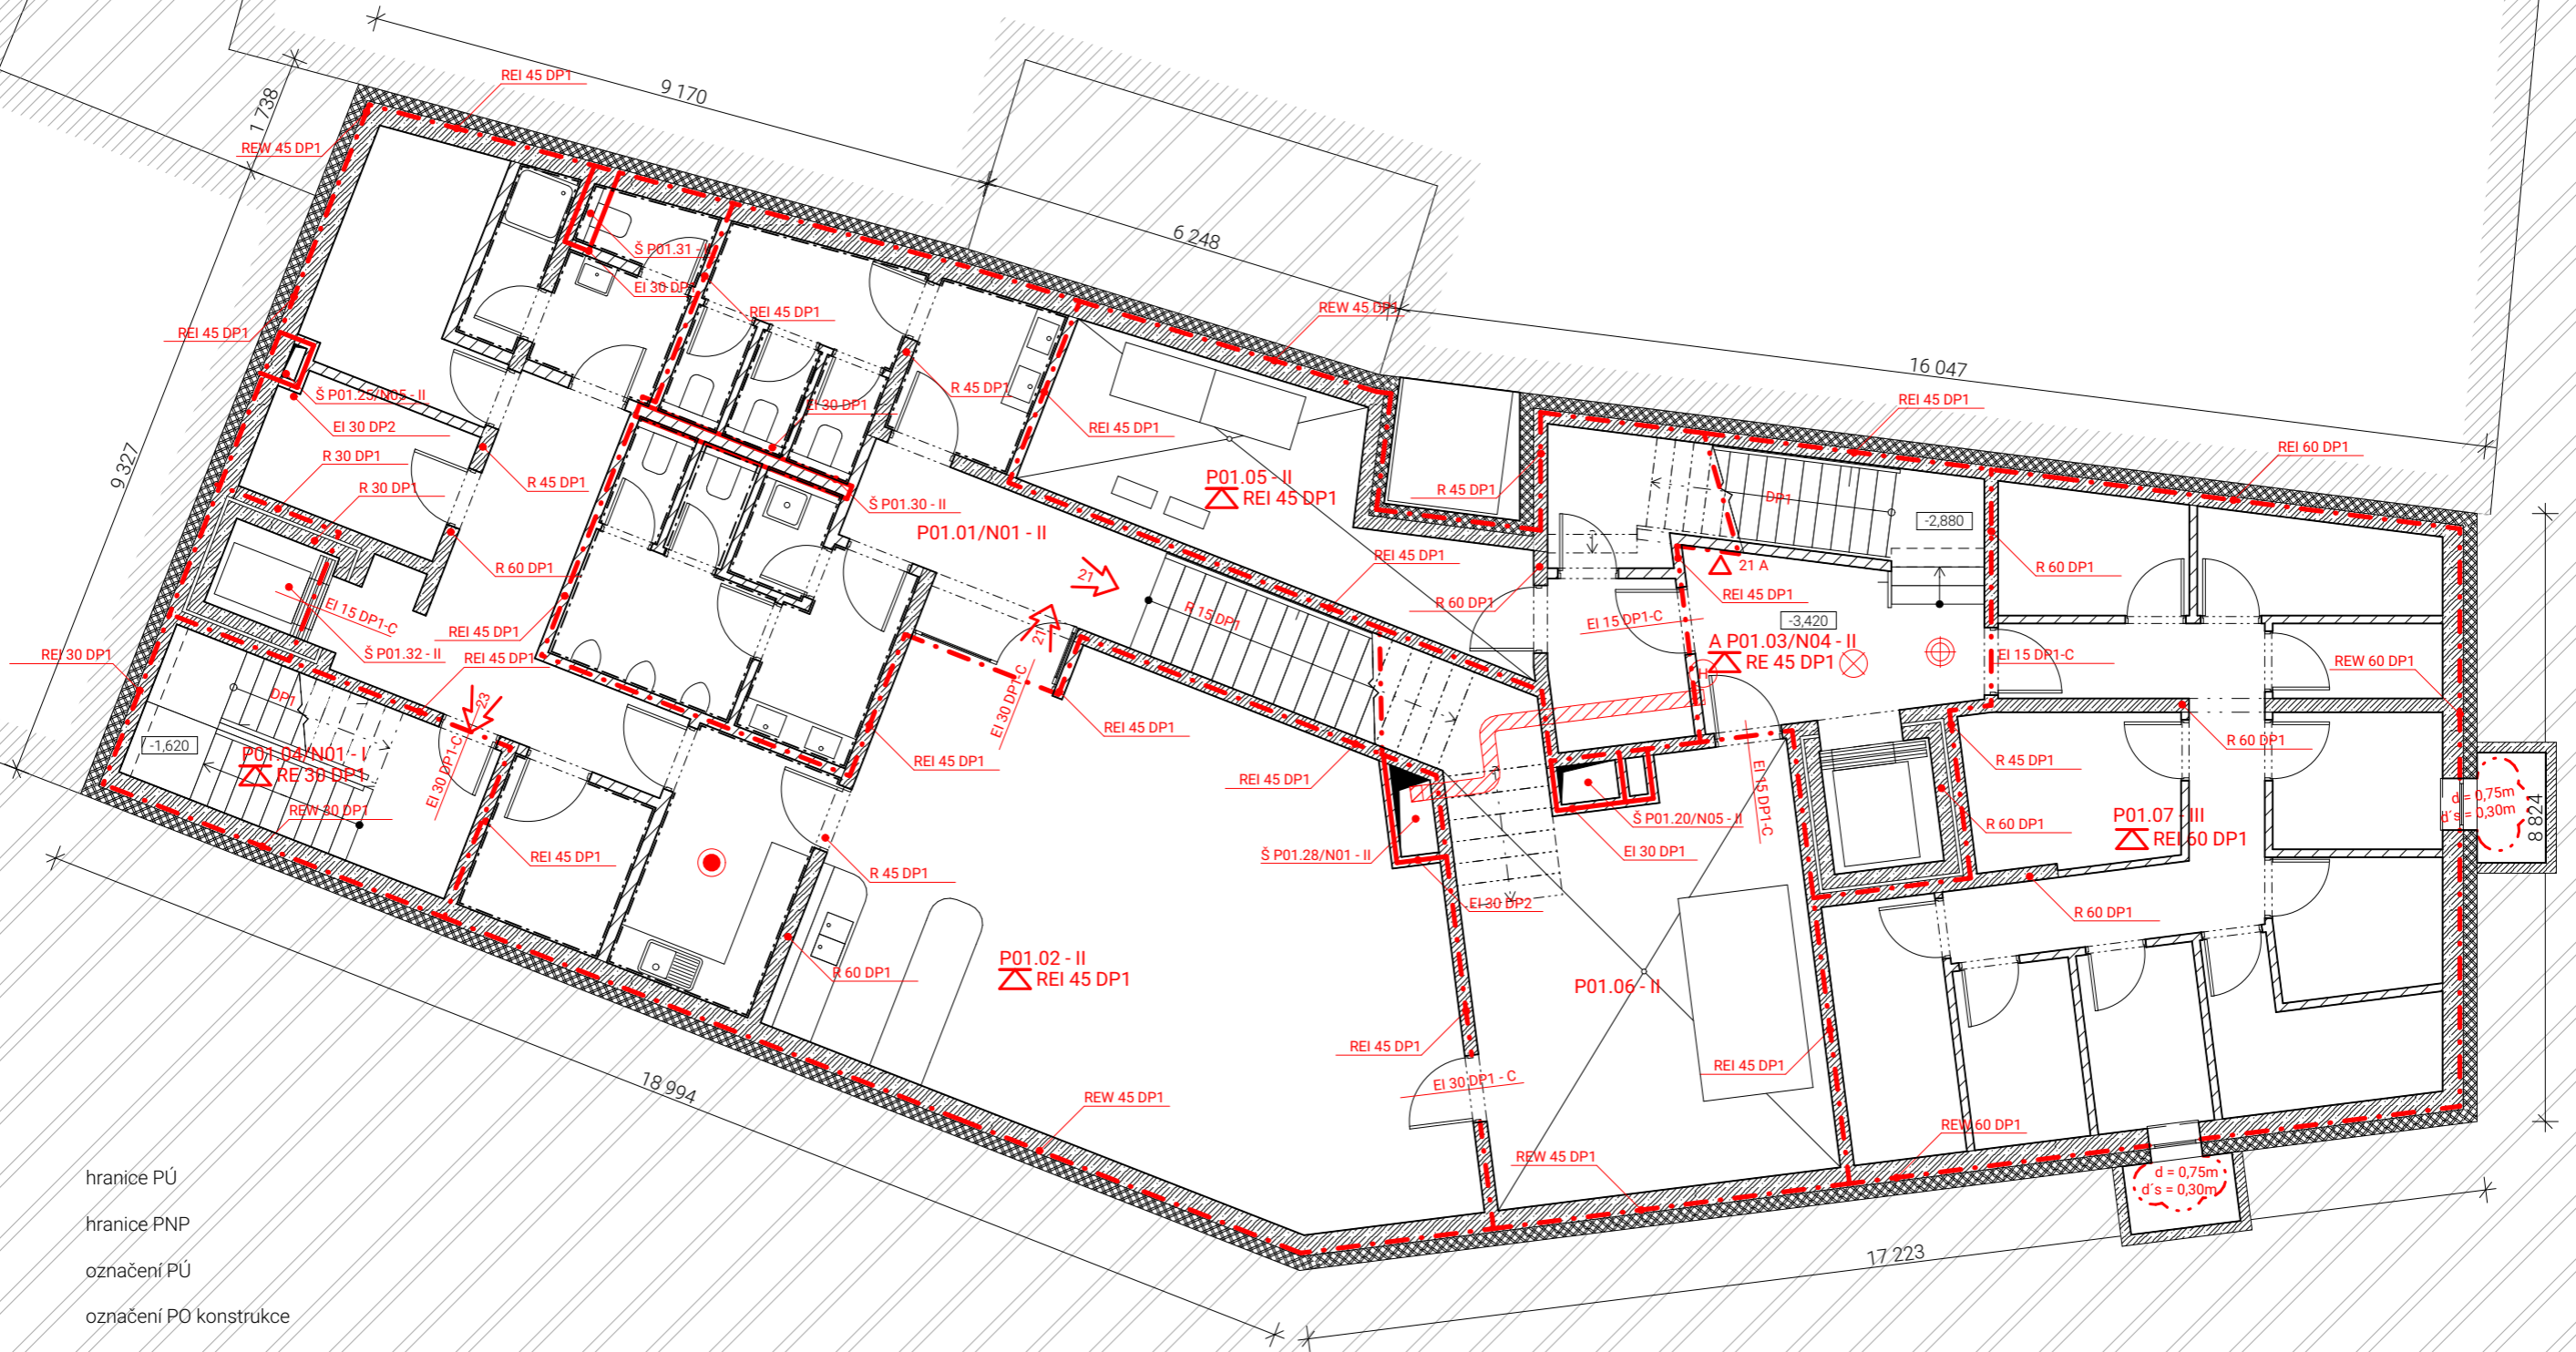 9 170
1 738
REI 45 DP1
REW 45 DP1
6 248
16 047
9 327
Š P01.31 -
EI 30 DP1
REI 45 DP1
REI 45 DP1
REW 45 DP1
Š P01.25/N05 - II
EI 30 DP2
R 30 DP1
R 30 DP1
R 45 DP1
R 45 DP1
EI 30 DP1
REI 45 DP1
REI 45 DP1
REI 60 DP1
P01.05 - II
REI 45 DP1
R 45 DP1
DP1
-2,880
Š P01.30 - II
P01.01/N01 - II
R 60 DP1
REI 45 DP1
21
21
R 15 DP1
R 60 DP1
21 A
REI 45 DP1
R 60 DP1
EI 15 DP1-C
-3,420
A P01.03/N04 - II
RE 45 DP1
H
EI 15 DP1-C
REW 60 DP1
EI 15 DP1-C
REI 45 DP1
Š P01.32 - II
REI 45 DP1
REI 30 DP1
DP1
23
-1,620
P01.04/N01 - I
RE 30 DP1
REW 30 DP1
EI 30 DP1-C
EI 30 DP1-C
REI 45 DP1
REI 45 DP1
REI 45 DP1
EI 15 DP1-C
R 60 DP1
R 45 DP1
P01.07 - III
REI 60 DP1
R 60 DP1
d = 0,75m
d´s = 0,30m
8 824
Š P01.20/N05 - II
EI 30 DP1
Š P01.28/N01 - II
EI 30 DP2
REI 45 DP1
R 45 DP1
R 60 DP1
R 60 DP1
P01.02 - II
REI 45 DP1
P01.06 - II
REI 45 DP1
REI 45 DP1
EI 30 DP1 - C
18 994
REW 45 DP1
REW 60 DP1
REW 45 DP1
d = 0,75m
d´s = 0,30m
17 223
hranice PÚ
hranice PNP
označení PÚ
označení PO konstrukce